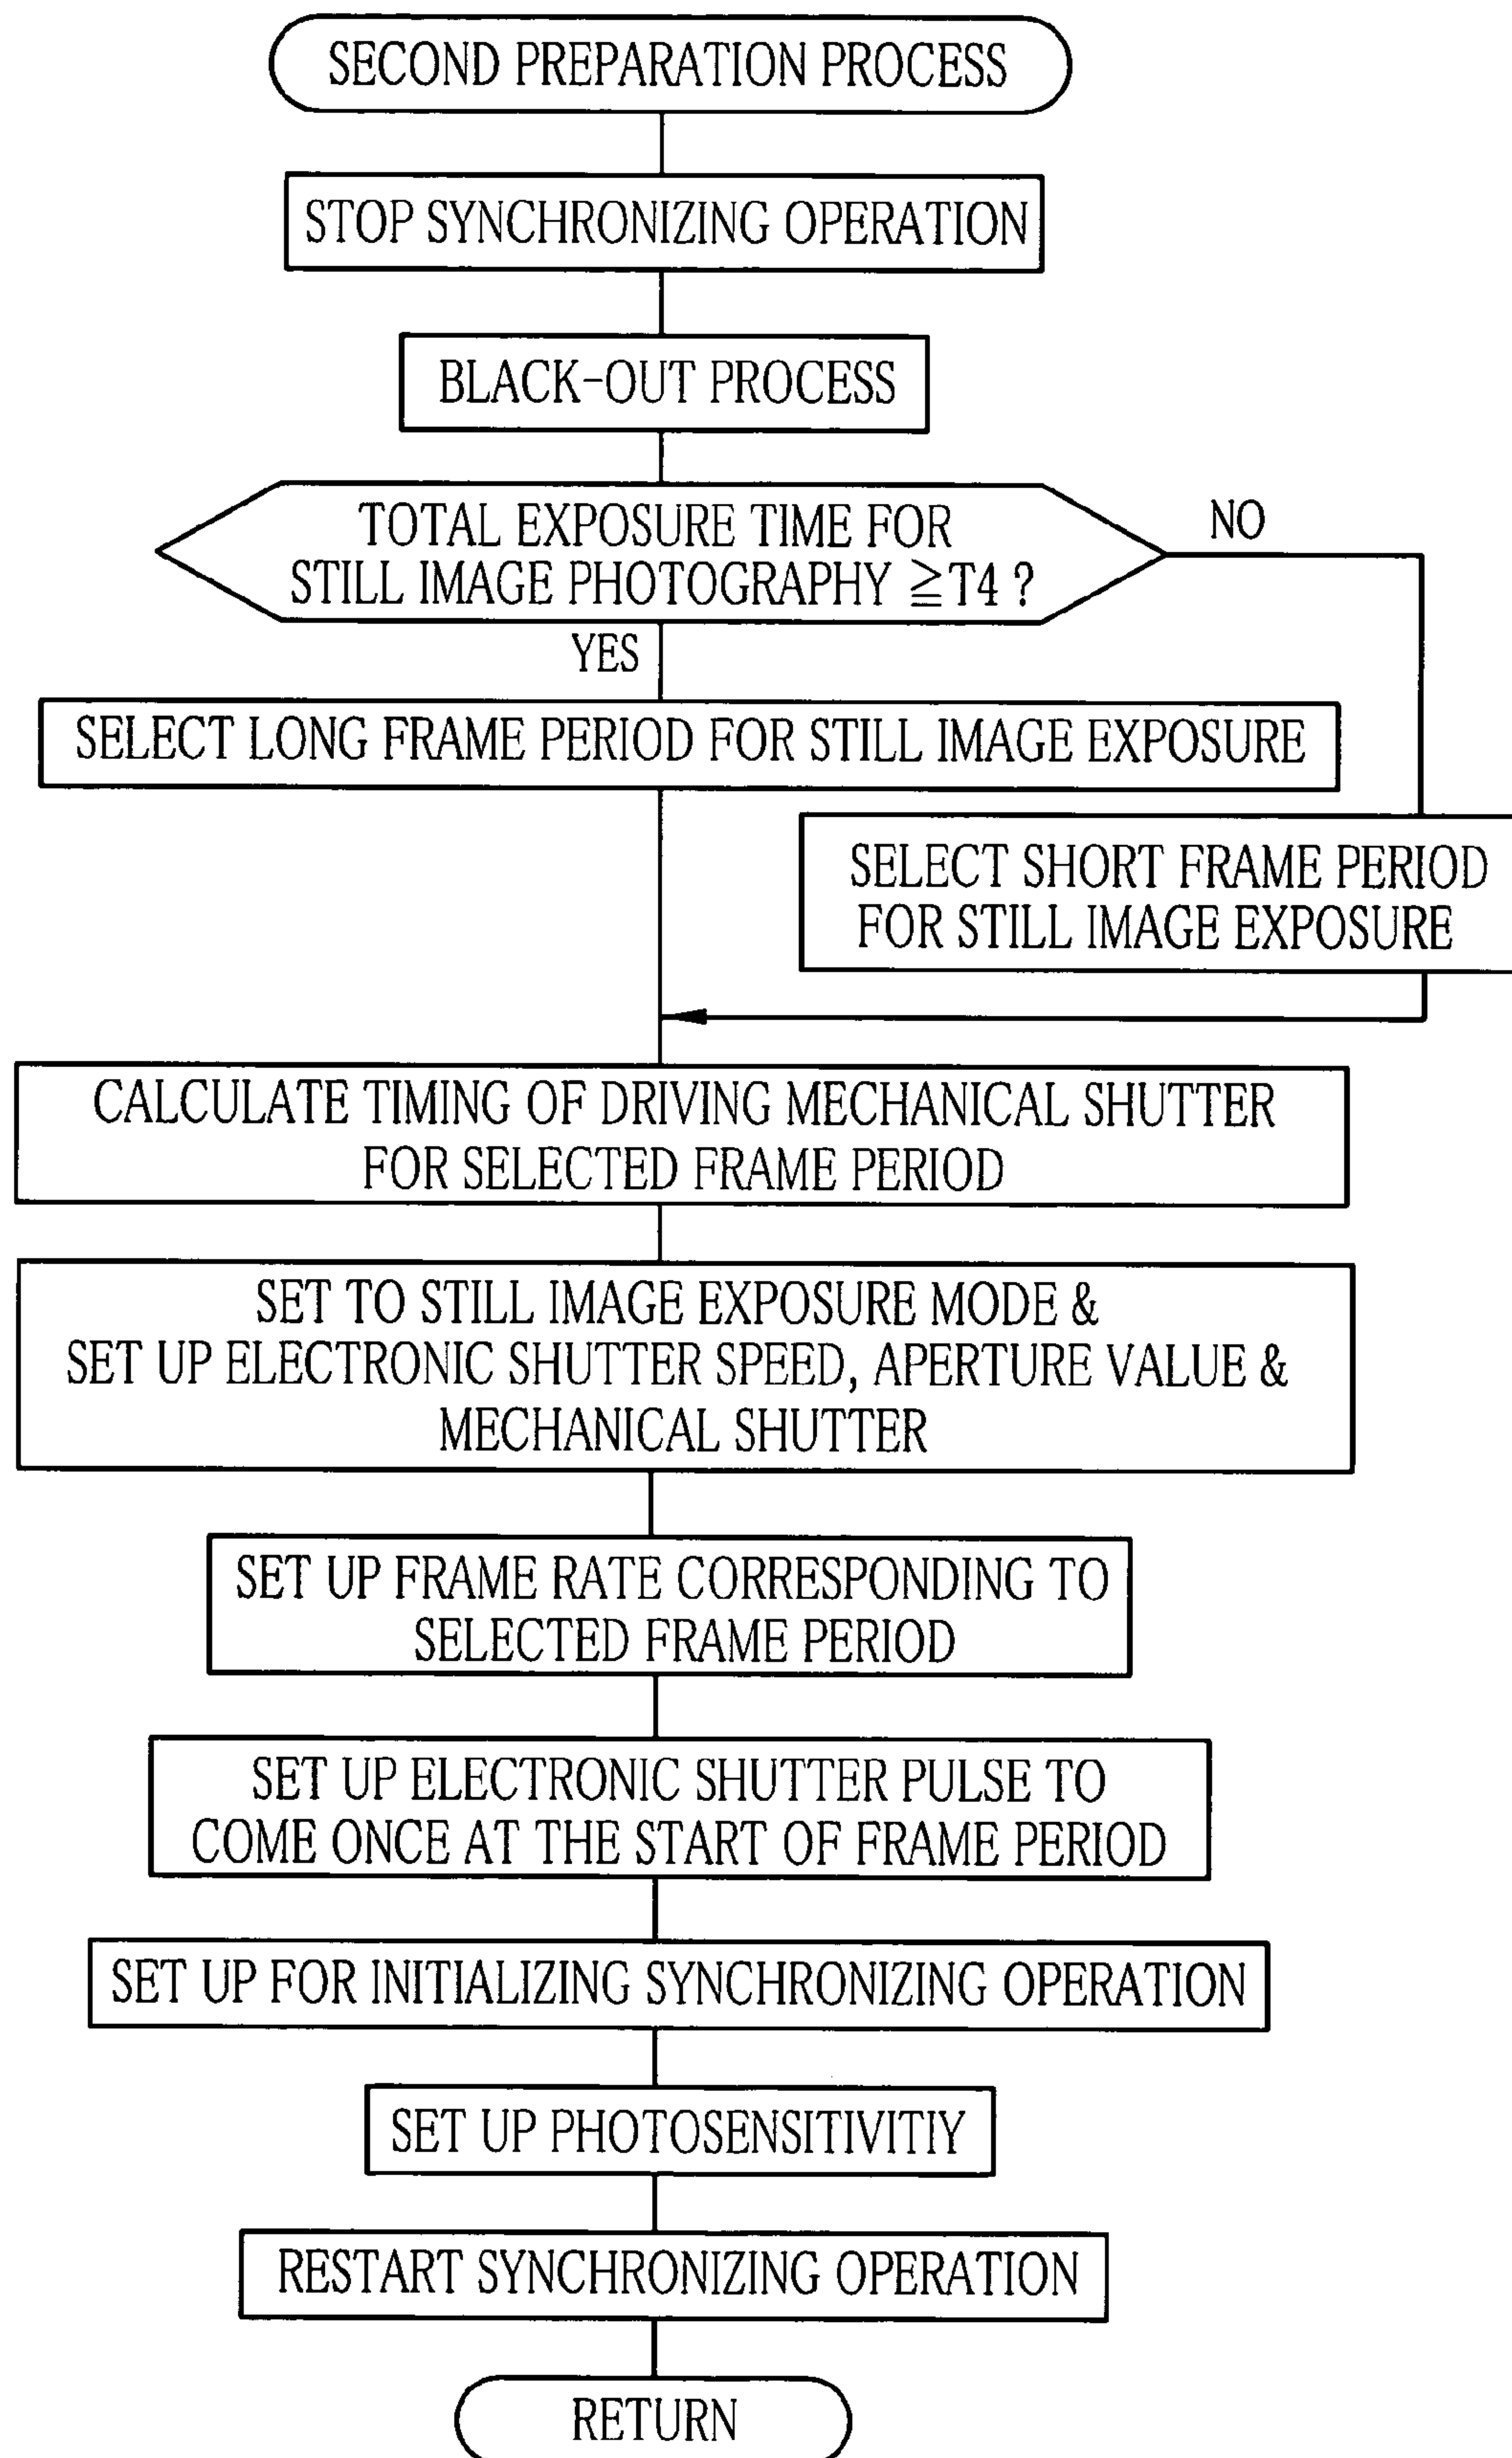 SECOND PREPARATION PROCESS
STOP SYNCHRONIZING OPERATION
BLACK-OUT PROCESS
TOTAL EXPOSURE TIME FOR
STILL IMAGE PHOTOGRAPHY ≧T4 ?
NO
YES
SELECT LONG FRAME PERIOD FOR STILL IMAGE EXPOSURE
SELECT SHORT FRAME PERIOD
FOR STILL IMAGE EXPOSURE
CALCULATE TIMING OF DRIVING MECHANICAL SHUTTER
FOR SELECTED FRAME PERIOD
SET TO STILL IMAGE EXPOSURE MODE &
SET UP ELECTRONIC SHUTTER SPEED, APERTURE VALUE &
MECHANICAL SHUTTER
SET UP FRAME RATE CORRESPONDING TO
SELECTED FRAME PERIOD
SET UP ELECTRONIC SHUTTER PULSE TO
COME ONCE AT THE START OF FRAME PERIOD
SET UP FOR INITIALIZING SYNCHRONIZING OPERATION
SET UP PHOTOSENSITIVITIY
RESTART SYNCHRONIZING OPERATION
RETURN